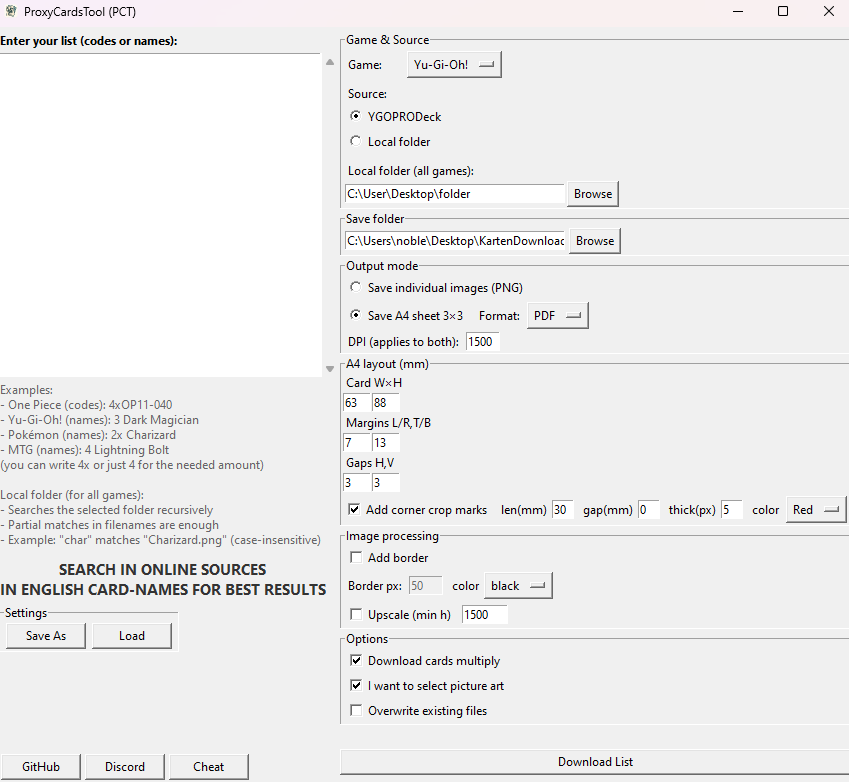 ProxyCardsTool (PCT)
Enter your list (codes or names):
Examples:
- One Piece (codes): 4xOP11-040
- Yu-Gi-Oh! (names): 3 Dark Magician
- Pokémon (names): 2x Charizard
- MTG (names): 4 Lightning Bolt
(you can write 4x or just 4 for the needed amount)
Local folder (for all games):
- Searches the selected folder recursively
- Partial matches in filenames are enough
- Example: "char" matches "Charizard.png" (case-insensitive)
SEARCH IN ONLINE SOURCES
IN ENGLISH CARD-NAMES FOR BEST RESULTS
Settings
Save As Load
GitHub Discord Cheat
Game & Source
Game: Yu-Gi-Oh!
Source:
YGOPRODeck
Local folder
Local folder (all games):
C:\User\Desktop\folder Browse
Save folder
C:\Users\noble\Desktop\KartenDownload Browse
Output mode
Save individual images (PNG)
Save A4 sheet 3×3 Format: PDF
DPI (applies to both): 1500
A4 layout (mm)
Card W×H
63 88
Margins L/R,T/B
7 13
Gaps H,V
3 3
Add corner crop marks len(mm) 30 gap(mm) 0 thick(px) 5 color Red
Image processing
Add border
Border px: 50 color black
Upscale (min h) 1500
Options
Download cards multiply
I want to select picture art
Overwrite existing files
Download List